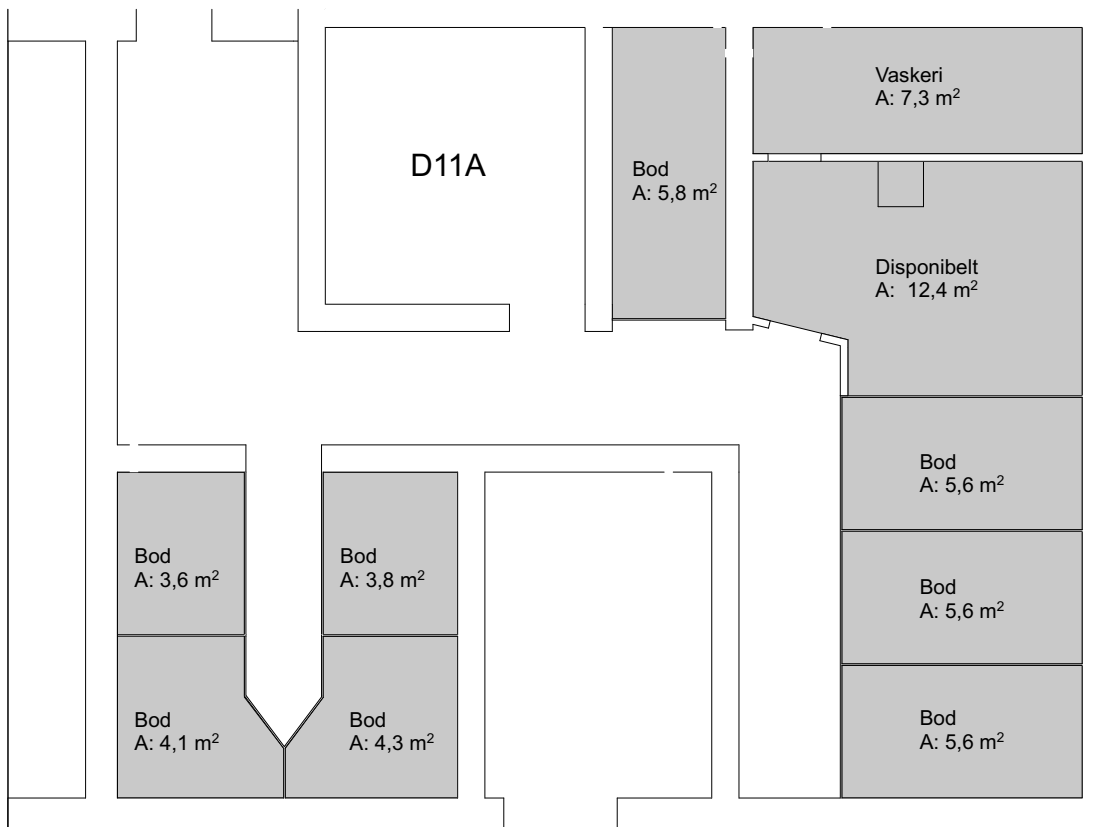 Vaskeri
A: 7,3 m²
D11A
Bod
A: 5,8 m²
Disponibelt
A: 12,4 m²
Bod
A: 5,6 m²
Bod
A: 3,6 m²
Bod
A: 3,8 m²
Bod
A: 5,6 m²
Bod
A: 4,1 m²
Bod
A: 4,3 m²
Bod
A: 5,6 m²